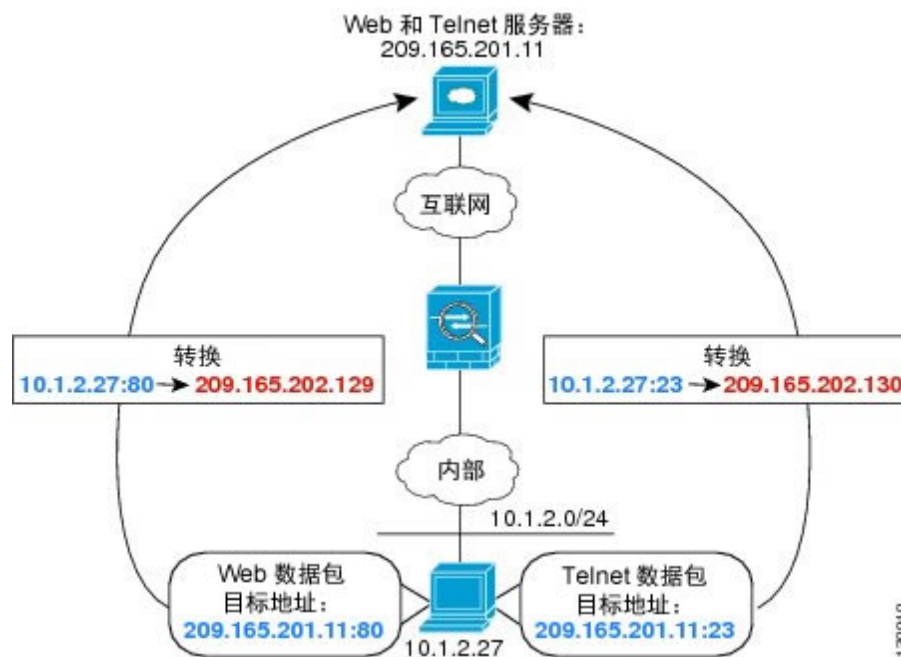 Web 和 Telnet 服务器：
209.165.201.11
互联网
转换
10.1.2.27:80 209.165.202.129
转换
10.1.2.27:23 209.165.202.130
内部
10.1.2.0/24
Web 数据包
目标地址：
209.165.201.11:80
Telnet 数据包
目标地址：
209.165.201.11:23
10.1.2.27